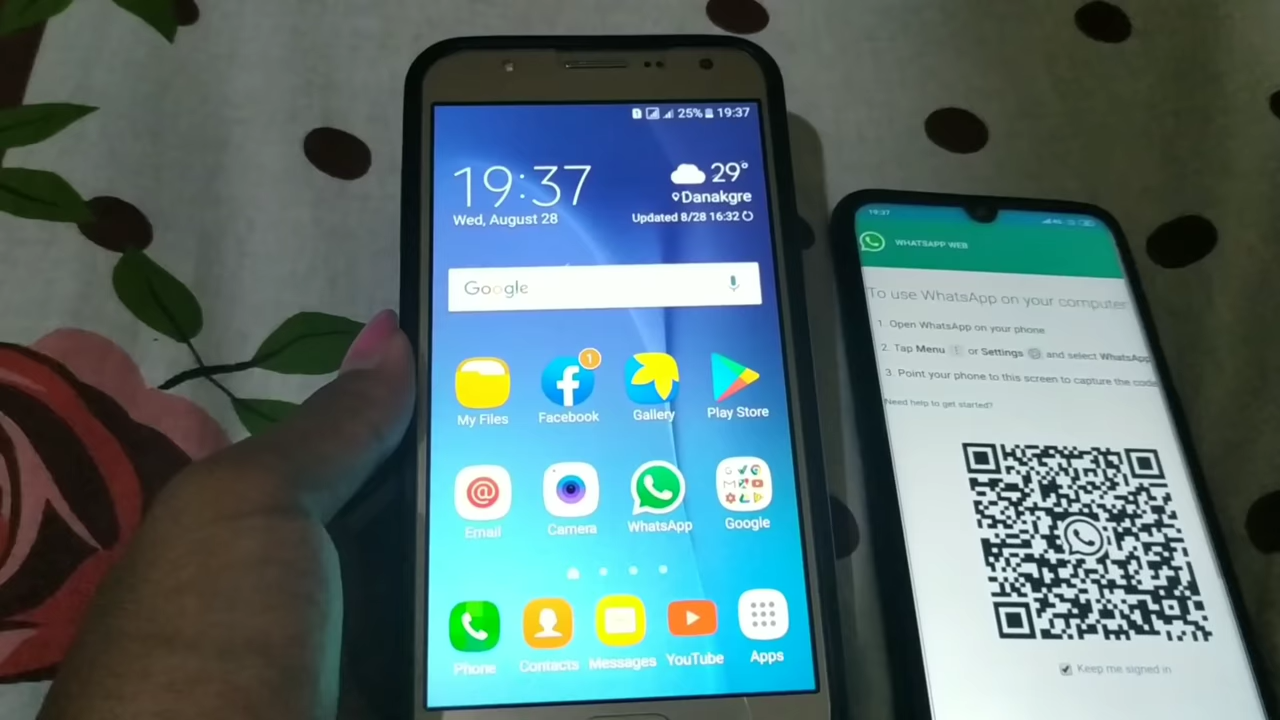 25% 19:37
19:37
29°
Danakgre
Wed, August 28
Updated 8/28 16:32
Google
1
My Files
Facebook
Gallery
Play Store
Email
Camera
WhatsApp
Google
Phone
Contacts
Messages
YouTube
Apps
19:37
WHATSAPP WEB
To use WhatsApp on your computer
1. Open WhatsApp on your phone
2. Tap Menu or Settings and select WhatsApp
3. Point your phone to this screen to capture the code
Need help to get started?
Keep me signed in